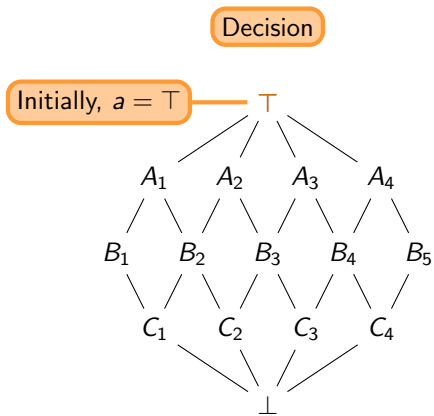 Decision
Initially, a = ⊤ ⊤
A₁ A₂ A₃ A₄
B₁ B₂ B₃ B₄ B₅
C₁ C₂ C₃ C₄
⊥